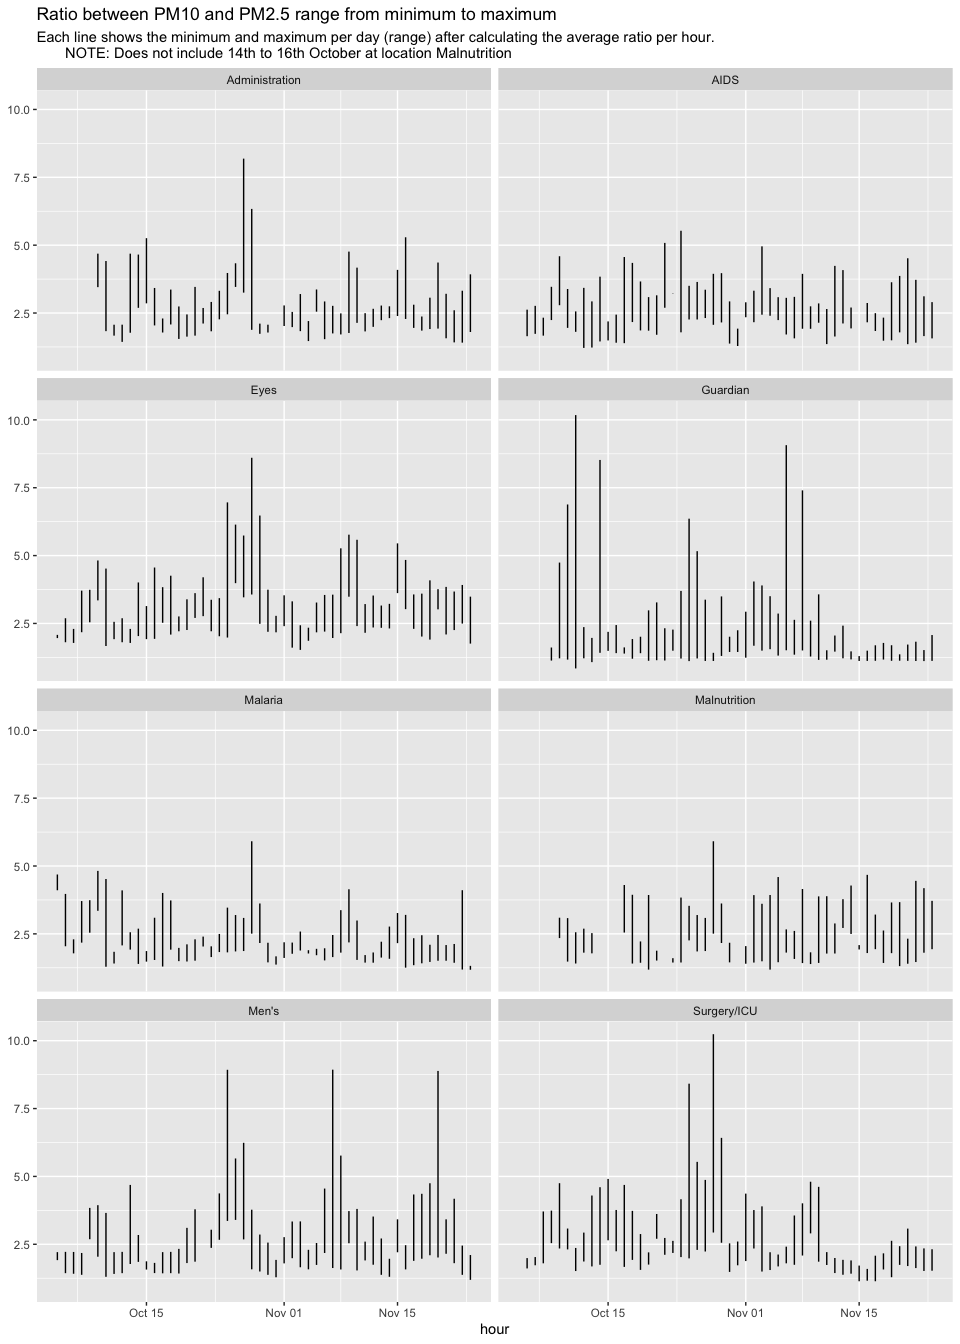 Ratio between PM10 and PM2.5 range from minimum to maximum
Each line shows the minimum and maximum per day (range) after calculating the average ratio per hour.
NOTE: Does not include 14th to 16th October at location Malnutrition
Administration
AIDS
10.0
7.5
5.0
2.5
Eyes
Guardian
10.0
7.5
5.0
2.5
Malaria
Malnutrition
10.0
7.5
5.0
2.5
Men's
Surgery/ICU
10.0
7.5
5.0
2.5
Oct 15
Nov 01
Nov 15
Oct 15
Nov 01
Nov 15
hour